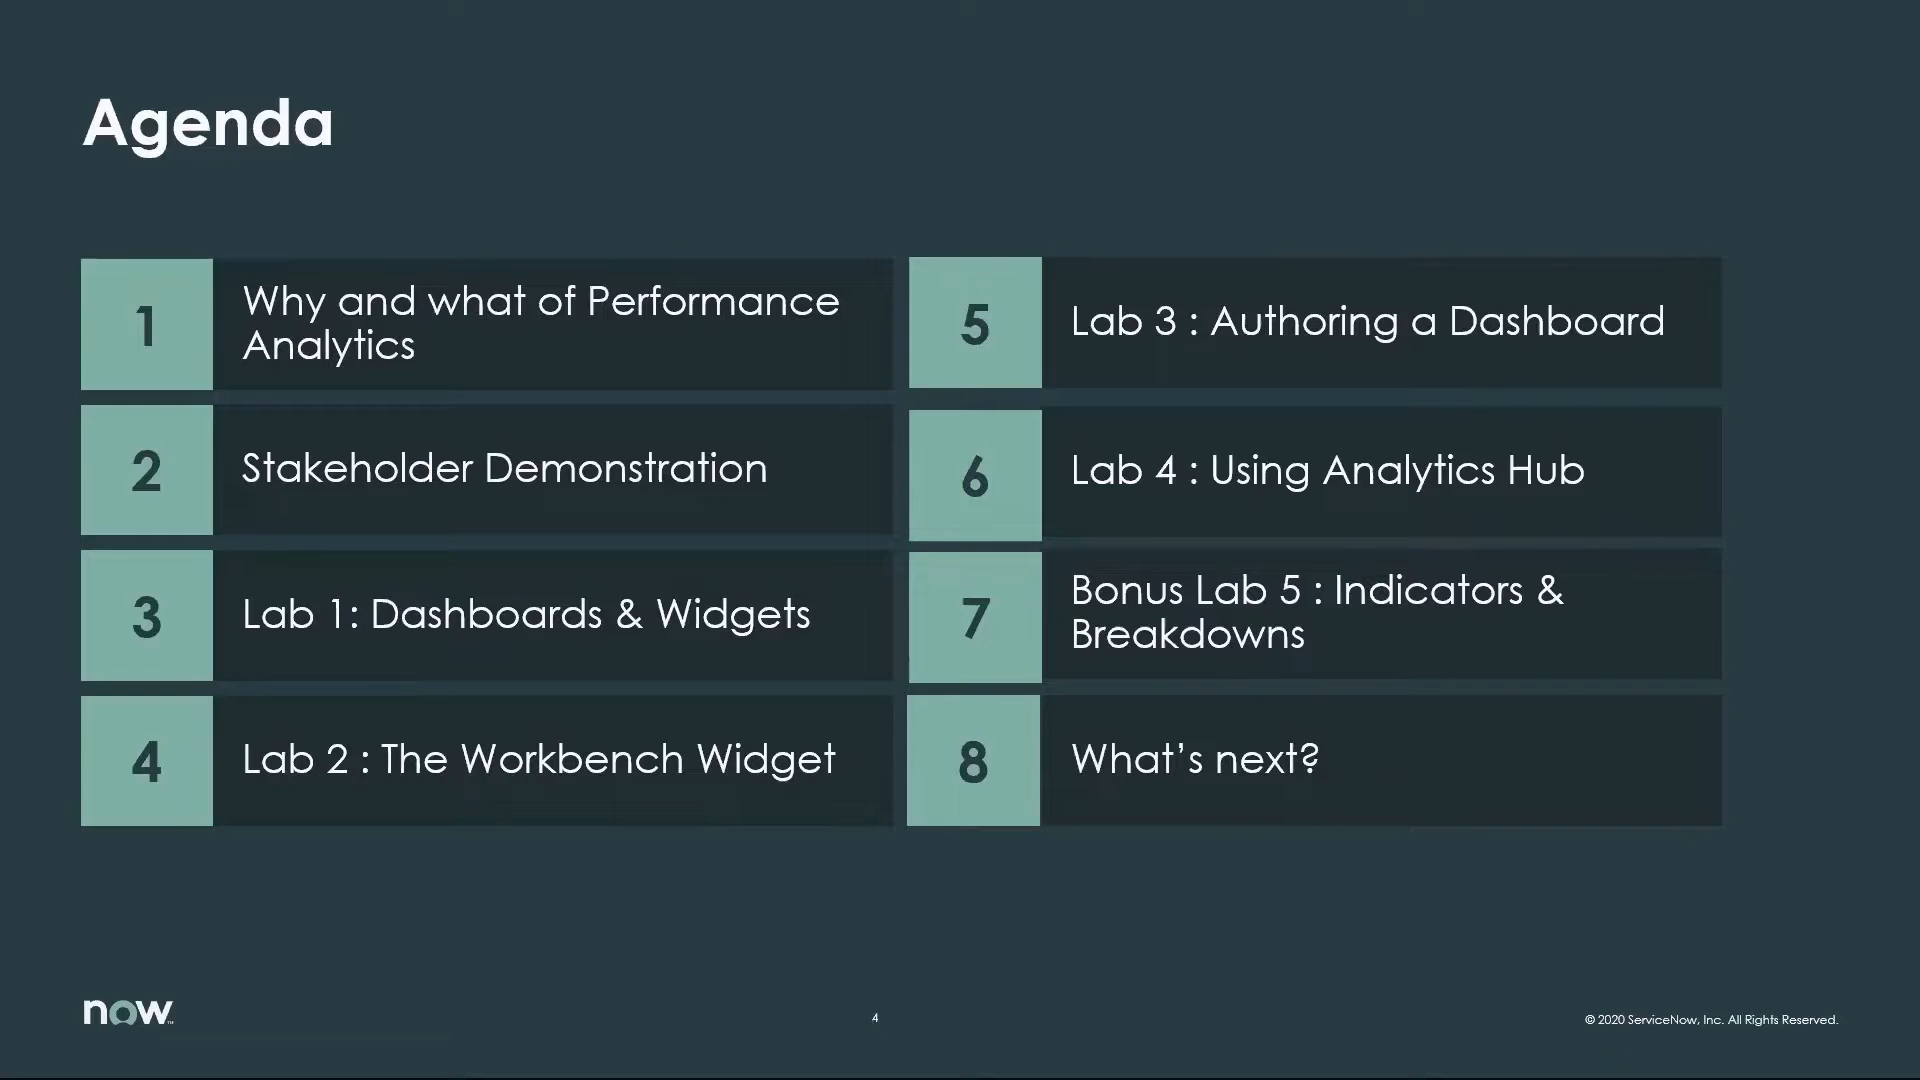 Agenda
1
Why and what of Performance
Analytics
2
Stakeholder Demonstration
3
Lab 1: Dashboards & Widgets
4
Lab 2 : The Workbench Widget
5
Lab 3 : Authoring a Dashboard
6
Lab 4 : Using Analytics Hub
7
Bonus Lab 5 : Indicators &
Breakdowns
8
What’s next?
now™
4
© 2020 ServiceNow, Inc. All Rights Reserved.